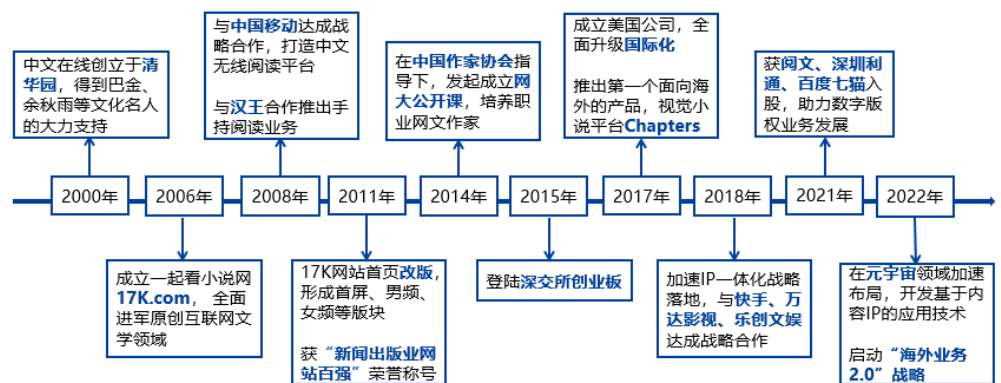 中文在线创立于清
华园，得到巴金、
余秋雨等文化名人
的大力支持
与中国移动达成战
略合作，打造中文
无线阅读平台
与汉王合作推出手
持阅读业务
在中国作家协会指
导下，发起成立网
大公开课，培养职
业网文作家
成立美国公司，全
面升级国际化
推出第一个面向海
外的产品，视觉小
说平台Chapters
获阅文、深圳利
通、百度七猫入
股，助力数字版
权业务发展
2000年
2006年
2008年
2011年
2014年
2015年
2017年
2018年
2021年
2022年
成立一起看小说网
17K.com，全面
进军原创互联网文
学领域
17K网站首页改版，
形成首屏、男频、
女频等版块
获“新闻出版业网
站百强”荣誉称号
登陆深交所创业板
加速IP一体化战略
落地，与快手、万
达影视、乐创文娱
达成战略合作
在元宇宙领域加速
布局，开发基于内
容IP的应用技术
启动“海外业务
2.0”战略